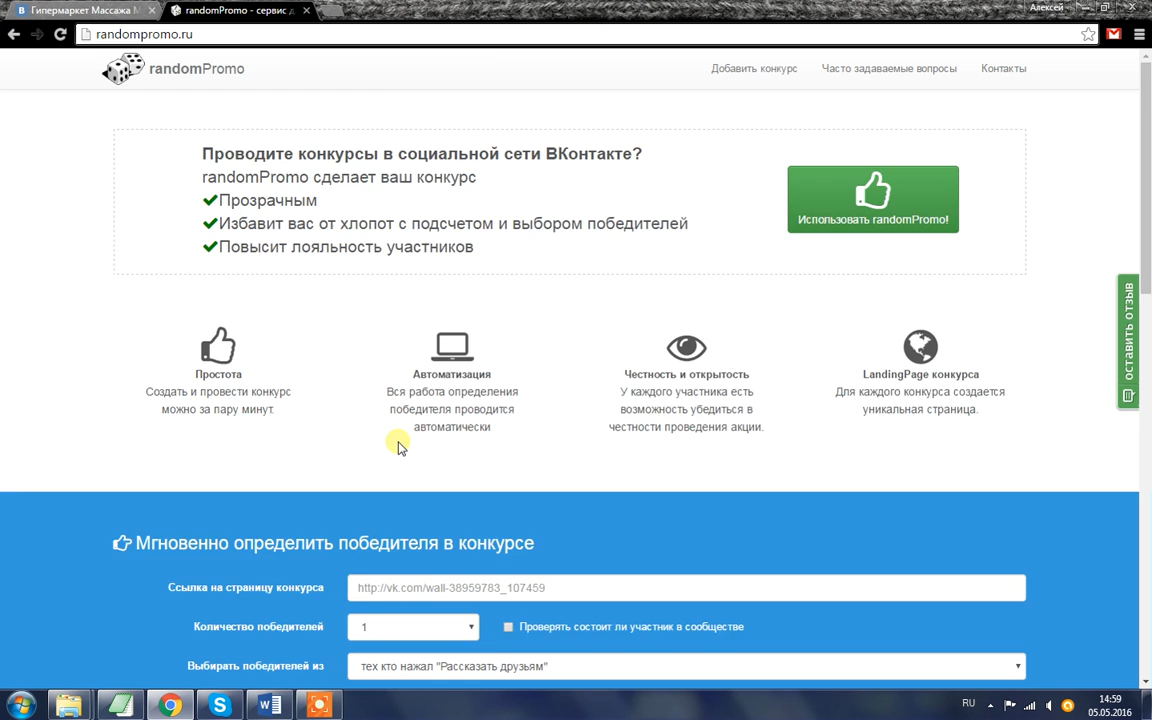 Гипермаркет Массажа М
randomPromo - сервис д
Алексей
randompromo.ru
randomPromo
Добавить конкурс
Часто задаваемые вопросы
Контакты
Проводите конкурсы в социальной сети ВКонтакте?
randomPromo сделает ваш конкурс
Прозрачным
Избавит вас от хлопот с подсчетом и выбором победителей
Повысит лояльность участников
Использовать randomPromo!
оставить отзыв
Простота
Создать и провести конкурс
можно за пару минут.
Автоматизация
Вся работа определения
победителя проводится
автоматически
Честность и открытость
У каждого участника есть
возможность убедиться в
честности проведения акции.
LandingPage конкурса
Для каждого конкурса создается
уникальная страница.
Мгновенно определить победителя в конкурсе
Ссылка на страницу конкурса
http://vk.com/wall-38959783_107459
Количество победителей
1
Проверять состоит ли участник в сообществе
Выбирать победителей из
тех кто нажал "Рассказать друзьям"
RU
14:59
05.05.2016